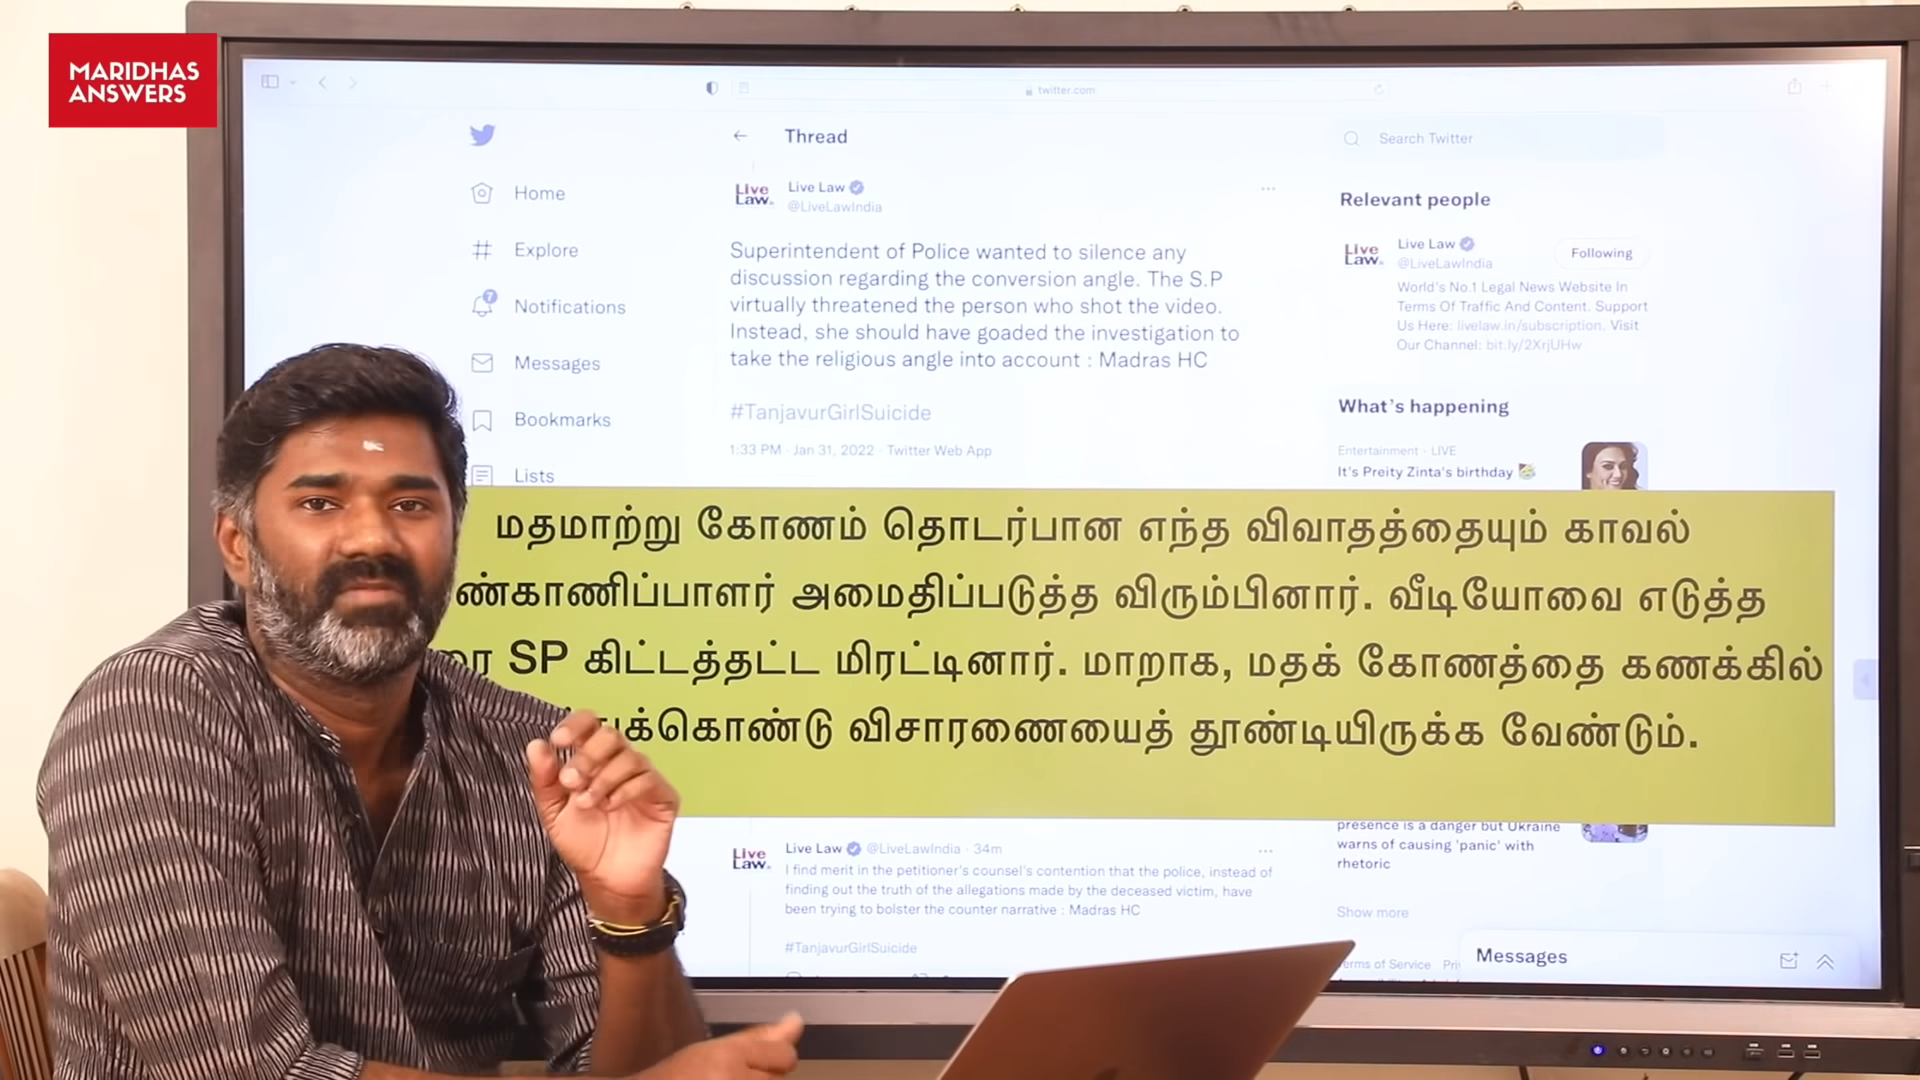 MARIDHAS
ANSWERS
twitter.com
Thread
Search Twitter
Home
Explore
7
Notifications
Messages
Bookmarks
Lists
Live Law
Live Law
@LiveLawIndia
Superintendent of Police wanted to silence any
discussion regarding the conversion angle. The S.P
virtually threatened the person who shot the video.
Instead, she should have goaded the investigation to
take the religious angle into account : Madras HC
#TanjavurGirlSuicide
1:33 PM · Jan 31, 2022 · Twitter Web App
Relevant people
Live Law
Live Law
@LiveLawIndia
Following
World's No.1 Legal News Website In
Terms Of Traffic And Content. Support
Us Here: livelaw.in/subscription. Visit
Our Channel: bit.ly/2XrjUHw
What's happening
Entertainment · LIVE
It's Preity Zinta's birthday
மதமாற்று கோணம் தொடர்பான எந்த விவாதத்தையும் காவல்
அமைதிப்படுத்த விரும்பினார். வீடியோவை எடுத்த
SP கிட்டத்தட்ட மிரட்டினார். மாறாக, மதக் கோணத்தை கணக்கில்
விசாரணையைத் தூண்டியிருக்க வேண்டும்.
Live Law
Live Law @LiveLawIndia · 34m
I find merit in the petitioner's counsel's contention that the police, instead of
finding out the truth of the allegations made by the deceased victim, have
been trying to bolster the counter narrative : Madras HC
#TanjavurGirlSuicide
presence is a danger but Ukraine
warns of causing 'panic' with
rhetoric
Show more
of Service
Messages